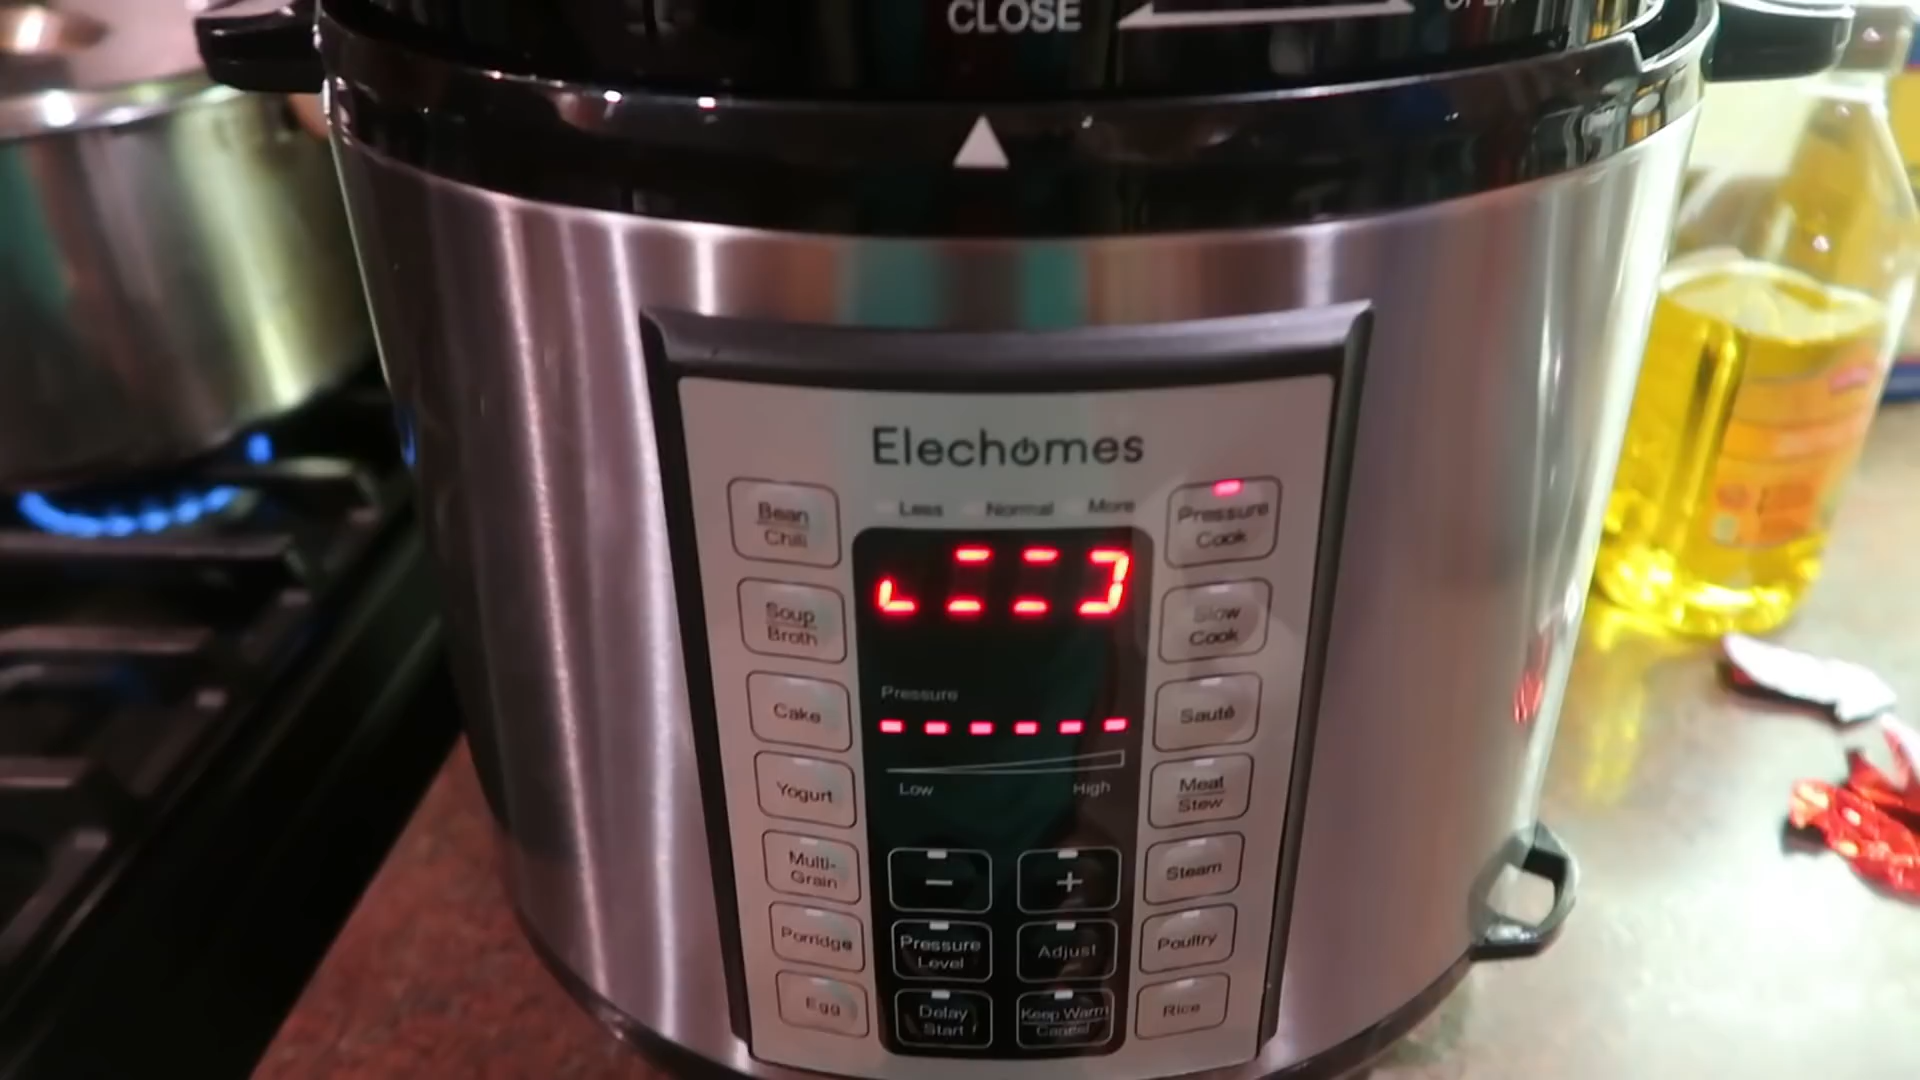 CLOSE
OPEN
Elechomes
Less Normal More
Bean
Chili
Soup
Broth
Cake
Yogurt
Multi-
Grain
Porridge
Egg
Pressure
Low High
−
+
Pressure
Level
Adjust
Delay
Start
Keep Warm
Cancel
Pressure
Cook
Slow
Cook
Sauté
Meat
Stew
Steam
Poultry
Rice